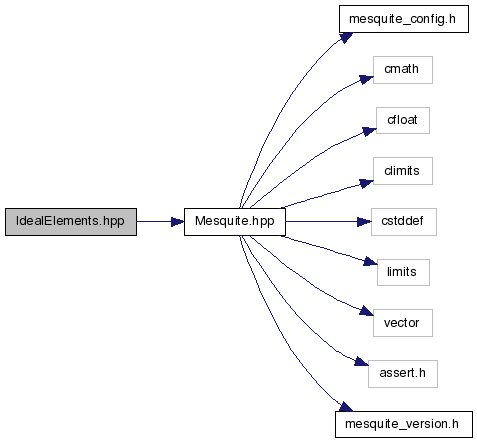 mesquite_config.h
cmath
cfloat
climits
IdealElements.hpp
Mesquite.hpp
cstddef
limits
vector
assert.h
mesquite_version.h